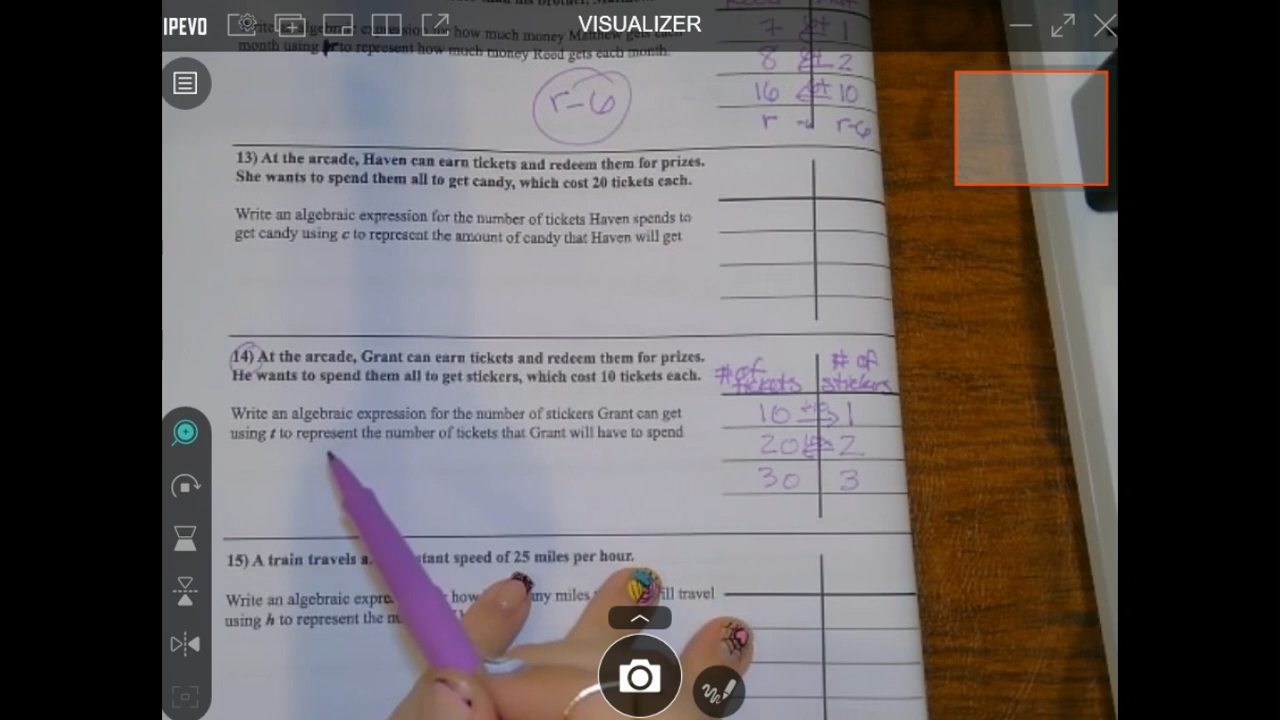 IPEVO
VISUALIZER
how much money Matthew gets each
month using r to represent how much money Reed gets each month.
r-6
7 1
8 2
16 10
r -6 r-6
13) At the arcade, Haven can earn tickets and redeem them for prizes.
She wants to spend them all to get candy, which cost 20 tickets each.
Write an algebraic expression for the number of tickets Haven spends to
get candy using c to represent the amount of candy that Haven will get
14) At the arcade, Grant can earn tickets and redeem them for prizes.
He wants to spend them all to get stickers, which cost 10 tickets each.
Write an algebraic expression for the number of stickers Grant can get
using t to represent the number of tickets that Grant will have to spend
# of tickets # of stickers
10 ÷10 1
20 2
30 3
15) A train travels a stant speed of 25 miles per hour.
Write an algebraic expre how ny miles ill travel
using h to represent the